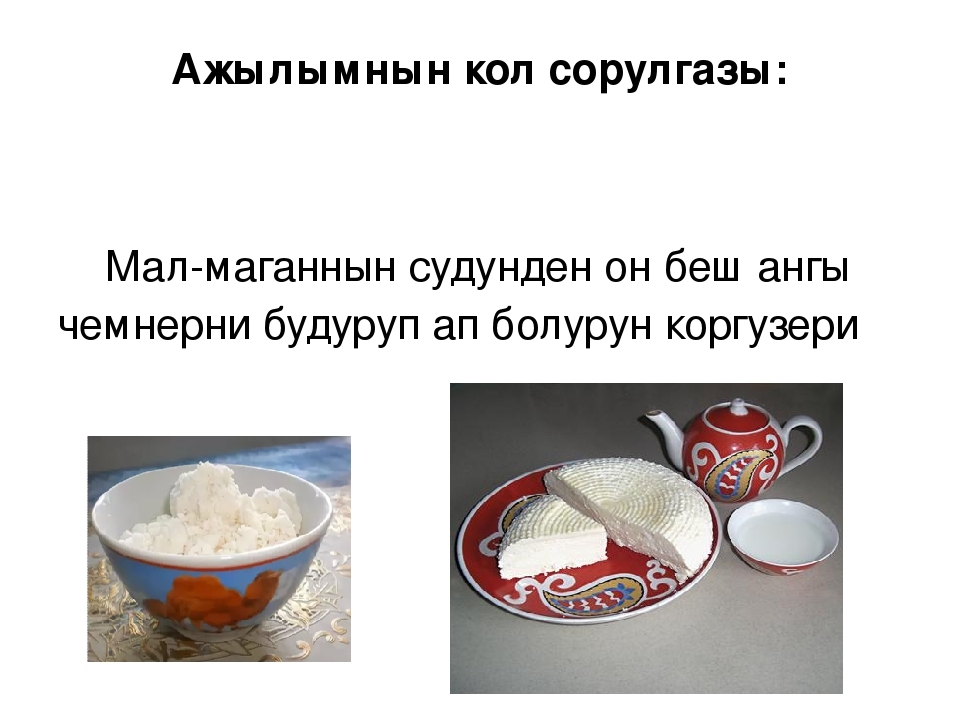 Ажылымнын кол сорулгазы:
Мал-маганнын судунден он беш ангы
чемнерни будуруп ап болурун коргузери